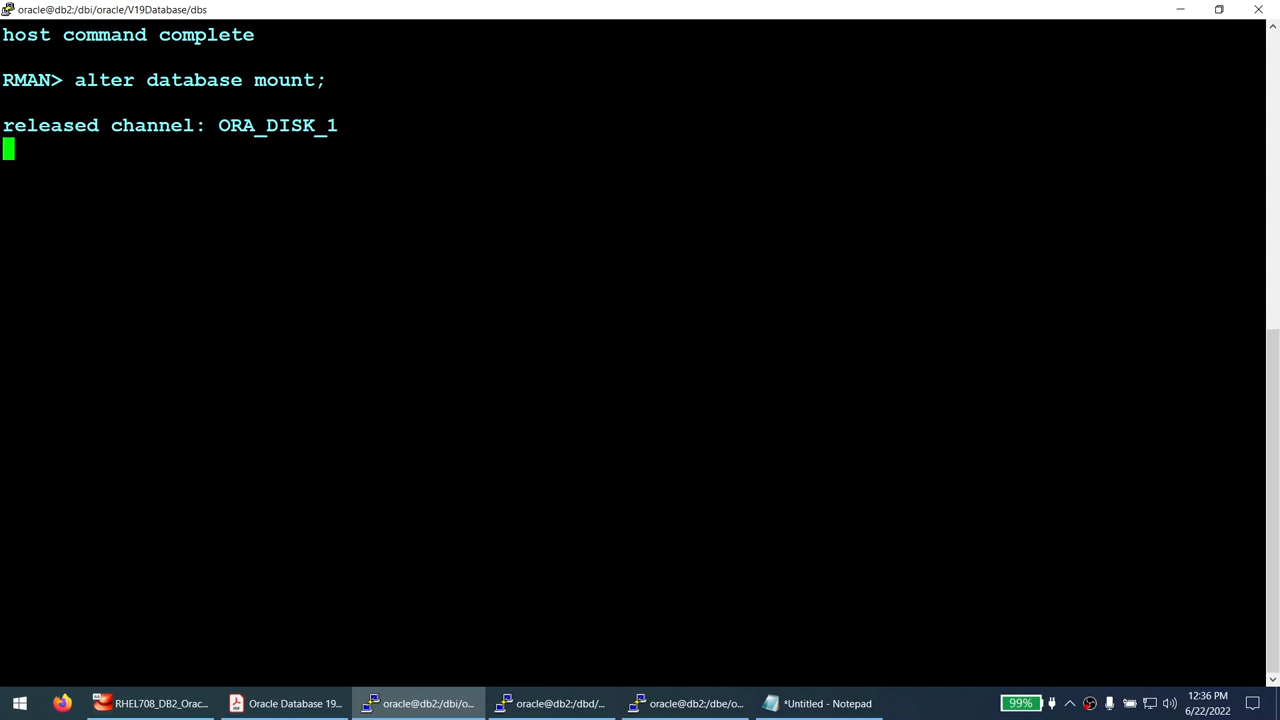 oracle@db2:/dbi/oracle/V19Database/dbs
host command complete
RMAN> alter database mount;
released channel: ORA_DISK_1
RHEL708_DB2_Orac...
Oracle Database 19...
oracle@db2:/dbi/o...
oracle@db2:/dbd/...
oracle@db2:/dbe/o...
*Untitled - Notepad
99%
12:36 PM
6/22/2022